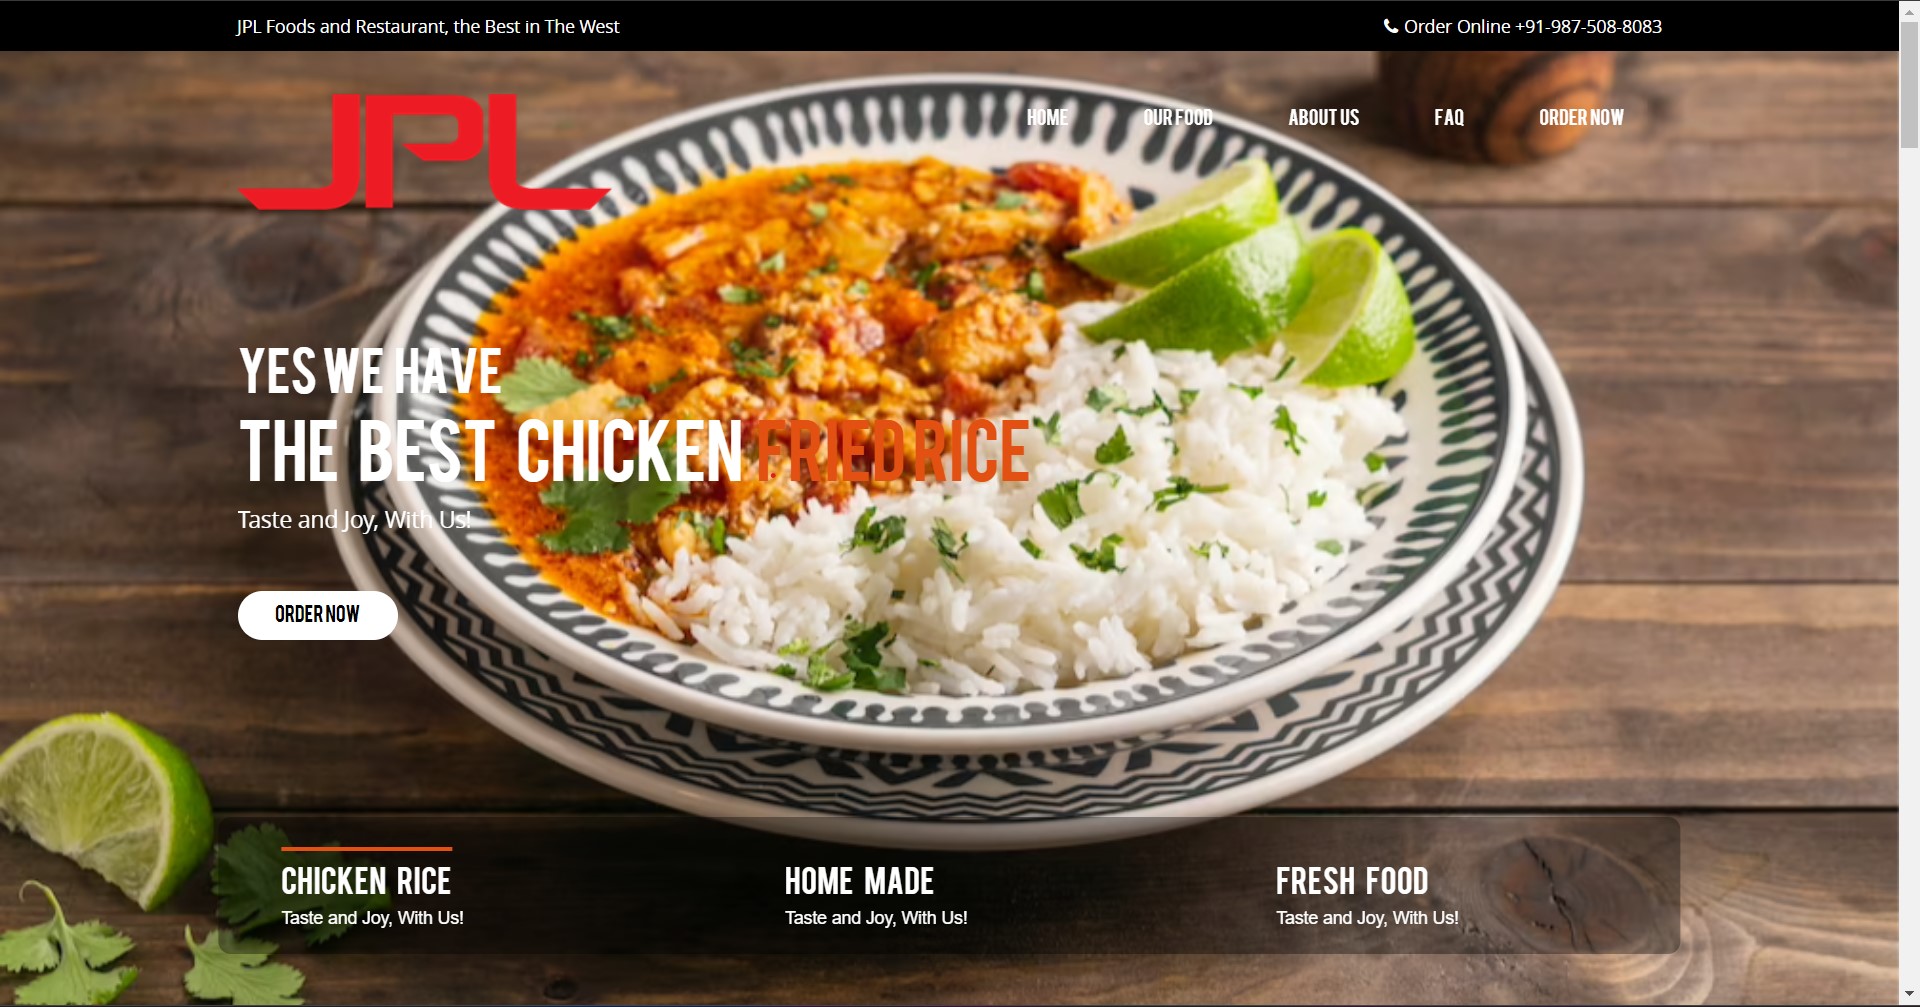 JPL Foods and Restaurant, the Best in The West
Order Online +91-987-508-8083
JPL
HOME
OUR FOOD
ABOUT US
FAQ
ORDER NOW
YES WE HAVE
THE BEST CHICKEN FRIED RICE
Taste and Joy, With Us!
ORDER NOW
CHICKEN RICE
Taste and Joy, With Us!
HOME MADE
Taste and Joy, With Us!
FRESH FOOD
Taste and Joy, With Us!